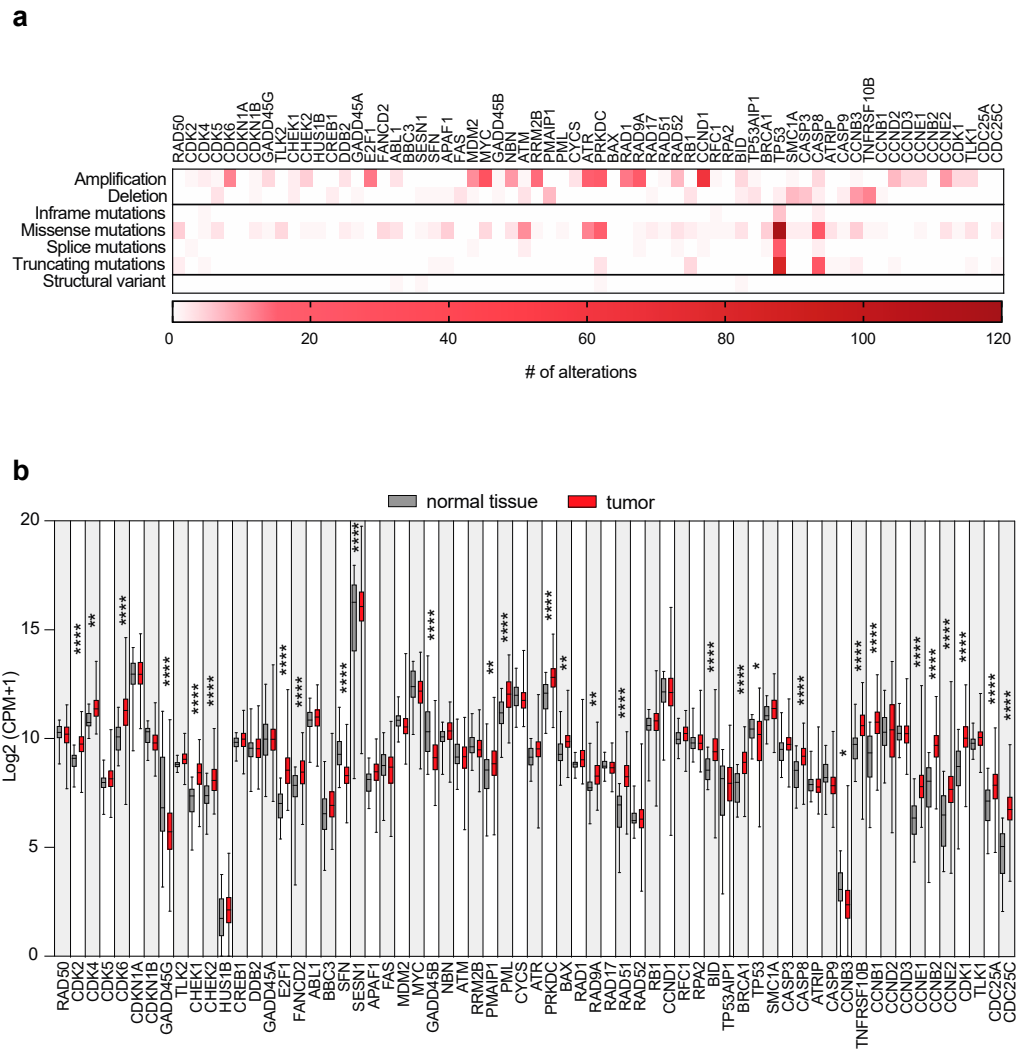 a
RAD50
CDK2
CDK4
CDK5
CDK6
CDKN1A
CDKN1B
GADD45G
TLK2
CHEK1
CHEK2
HUS1B
CREB1
DDB2
GADD45A
E2F1
FANCD2
ABL1
BBC3
SESN1
SFN
APAF1
FAS
MDM2
MYC
GADD45B
NBN
ATM
RRM2B
PMAIP1
PML
CYCS
ATR
PRKDC
BAX
RAD1
RAD9A
RAD17
RAD51
RAD52
RB1
CCND1
RFC1
RPA2
BID
TP53AIP1
BRCA1
TP53
SMC1A
CASP3
CASP8
ATRIP
CASP9
CCNB3
TNFRSF10B
CCNB1
CCND2
CCND3
CCNE1
CCNB2
CCNE2
CDK1
TLK1
CDC25A
CDC25C
Amplification
Deletion
Inframe mutations
Missense mutations
Splice mutations
Truncating mutations
Structural variant
0 20 40 60 80 100 120
# of alterations
b
normal tissue tumor
Log2 (CPM+1)
20
15
10
5
0
****
**
****
****
****
****
****
****
****
****
****
**
****
****
**
**
****
****
****
*
****
*
****
****
****
****
****
****
****
****
RAD50
CDK2
CDK4
CDK5
CDK6
CDKN1A
CDKN1B
GADD45G
TLK2
CHEK1
CHEK2
HUS1B
CREB1
DDB2
GADD45A
E2F1
FANCD2
ABL1
BBC3
SFN
SESN1
APAF1
FAS
MDM2
MYC
GADD45B
NBN
ATM
RRM2B
PMAIP1
PML
CYCS
ATR
PRKDC
BAX
RAD1
RAD9A
RAD17
RAD51
RAD52
RB1
CCND1
RFC1
RPA2
BID
TP53AIP1
BRCA1
TP53
SMC1A
CASP3
CASP8
ATRIP
CASP9
CCNB3
TNFRSF10B
CCNB1
CCND2
CCND3
CCNE1
CCNB2
CCNE2
CDK1
TLK1
CDC25A
CDC25C